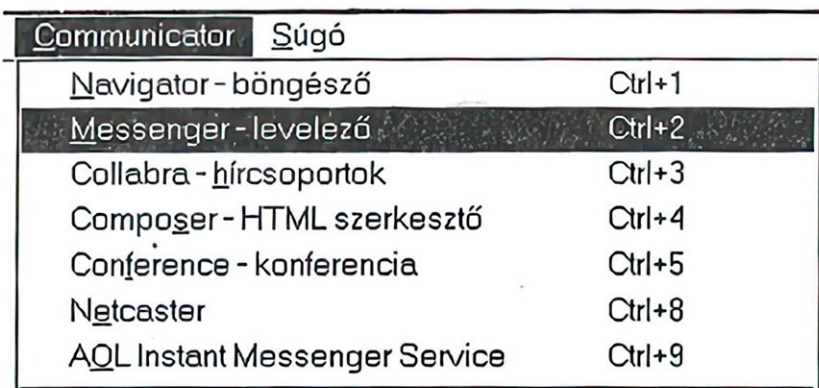 Communicator Súgó
Navigator - böngésző Ctrl+1
Messenger - levelező Ctrl+2
Collabra - hírcsoportok Ctrl+3
Composer - HTML szerkesztő Ctrl+4
Conference - konferencia Ctrl+5
Netcaster Ctrl+8
AOL Instant Messenger Service Ctrl+9